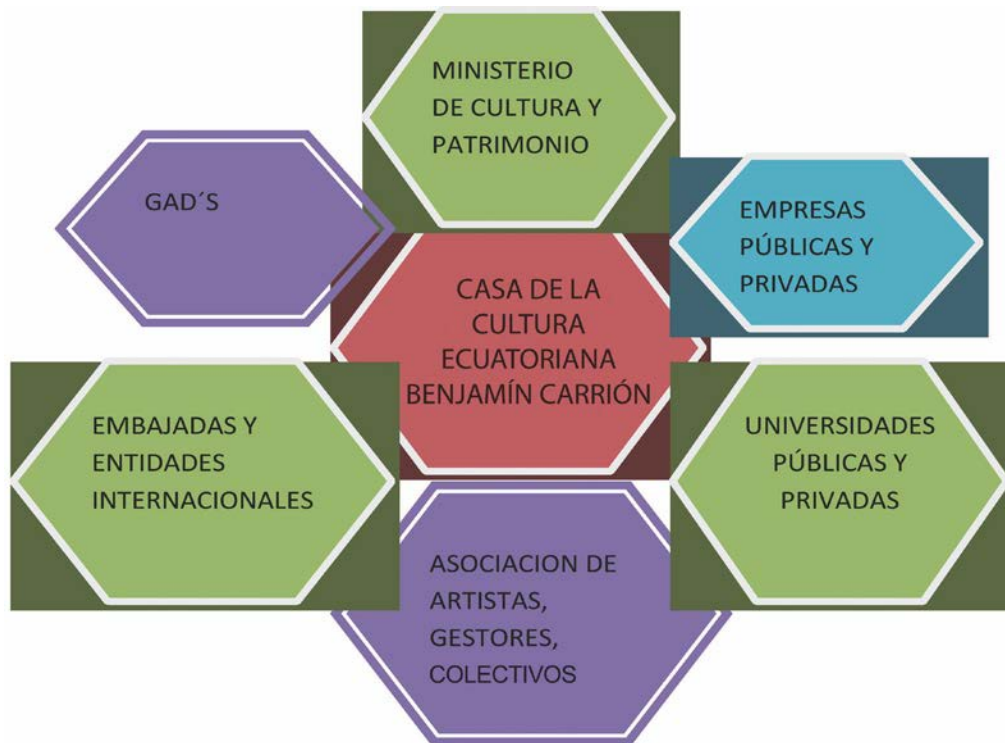 MINISTERIO
DE CULTURA Y
PATRIMONIO
GAD´S
EMPRESAS
PÚBLICAS Y
PRIVADAS
CASA DE LA
CULTURA
ECUATORIANA
BENJAMÍN CARRIÓN
EMBAJADAS Y
ENTIDADES
INTERNACIONALES
UNIVERSIDADES
PÚBLICAS Y
PRIVADAS
ASOCIACION DE
ARTISTAS,
GESTORES,
COLECTIVOS